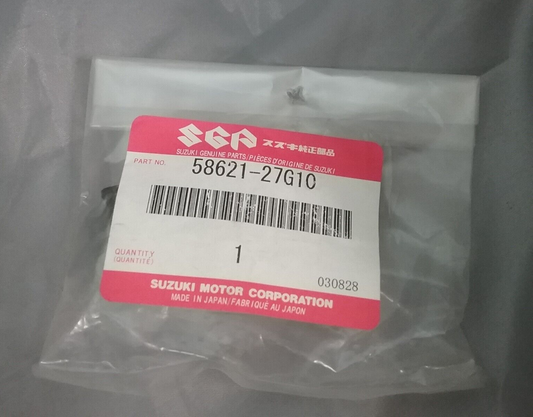 SGP スズキ純正部品
SUZUKI GENUINE PARTS/PIÈCES D'ORIGINE DE SUZUKI
PART NO. 58621-27G10
QUANTITY 1
(QUANTITÉ)
030828
SUZUKI MOTOR CORPORATION
MADE IN JAPAN/FABRIQUÉ AU JAPON